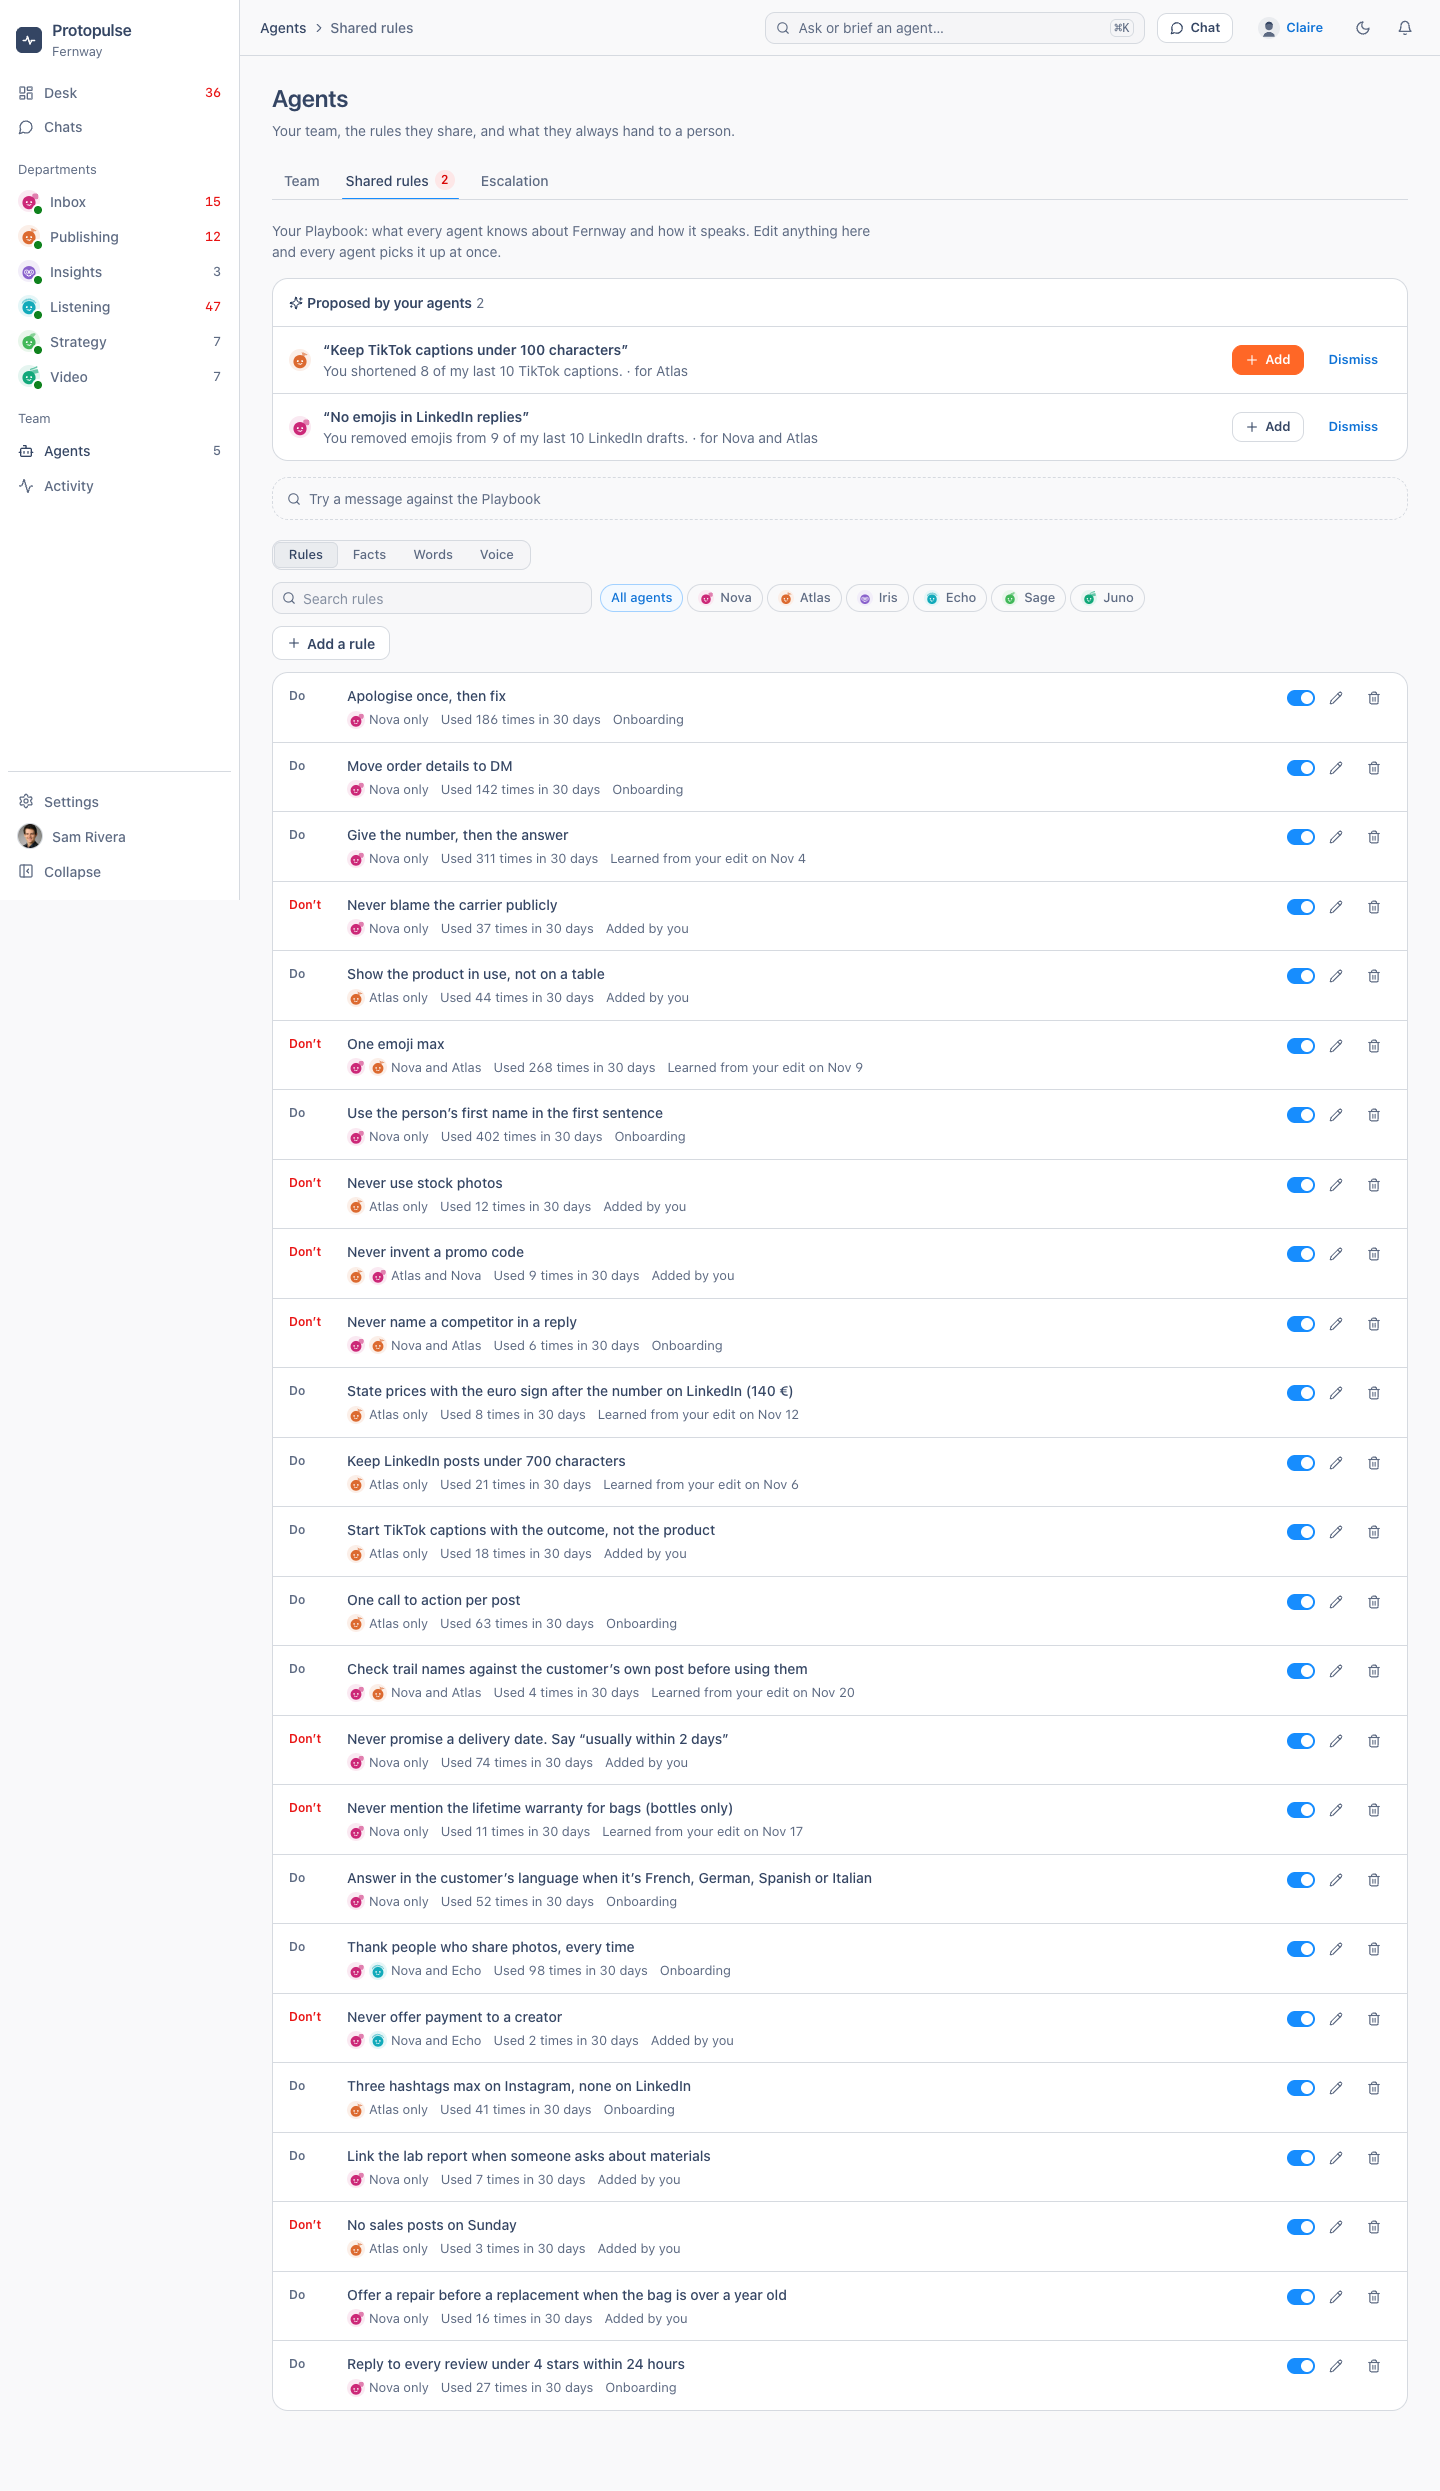 Protopulse
Fernway
Desk 36
Chats
Departments
Inbox 15
Publishing 12
Insights 3
Listening 47
Strategy 7
Video 7
Team
Agents 5
Activity
Settings
Sam Rivera
Collapse
Agents > Shared rules
Ask or brief an agent… ⌘K
Chat
Claire
Agents
Your team, the rules they share, and what they always hand to a person.
Team Shared rules 2 Escalation
Your Playbook: what every agent knows about Fernway and how it speaks. Edit anything here
and every agent picks it up at once.
Proposed by your agents 2
“Keep TikTok captions under 100 characters”
You shortened 8 of my last 10 TikTok captions. · for Atlas
+ Add Dismiss
“No emojis in LinkedIn replies”
You removed emojis from 9 of my last 10 LinkedIn drafts. · for Nova and Atlas
+ Add Dismiss
Try a message against the Playbook
Rules Facts Words Voice
Search rules
All agents Nova Atlas Iris Echo Sage Juno
+ Add a rule
Do Apologise once, then fix
Nova only Used 186 times in 30 days Onboarding
Do Move order details to DM
Nova only Used 142 times in 30 days Onboarding
Do Give the number, then the answer
Nova only Used 311 times in 30 days Learned from your edit on Nov 4
Don’t Never blame the carrier publicly
Nova only Used 37 times in 30 days Added by you
Do Show the product in use, not on a table
Atlas only Used 44 times in 30 days Added by you
Don’t One emoji max
Nova and Atlas Used 268 times in 30 days Learned from your edit on Nov 9
Do Use the person’s first name in the first sentence
Nova only Used 402 times in 30 days Onboarding
Don’t Never use stock photos
Atlas only Used 12 times in 30 days Added by you
Don’t Never invent a promo code
Atlas and Nova Used 9 times in 30 days Added by you
Don’t Never name a competitor in a reply
Nova and Atlas Used 6 times in 30 days Onboarding
Do State prices with the euro sign after the number on LinkedIn (140 €)
Atlas only Used 8 times in 30 days Learned from your edit on Nov 12
Do Keep LinkedIn posts under 700 characters
Atlas only Used 21 times in 30 days Learned from your edit on Nov 6
Do Start TikTok captions with the outcome, not the product
Atlas only Used 18 times in 30 days Added by you
Do One call to action per post
Atlas only Used 63 times in 30 days Onboarding
Do Check trail names against the customer’s own post before using them
Nova and Atlas Used 4 times in 30 days Learned from your edit on Nov 20
Don’t Never promise a delivery date. Say “usually within 2 days”
Nova only Used 74 times in 30 days Added by you
Don’t Never mention the lifetime warranty for bags (bottles only)
Nova only Used 11 times in 30 days Learned from your edit on Nov 17
Do Answer in the customer’s language when it’s French, German, Spanish or Italian
Nova only Used 52 times in 30 days Onboarding
Do Thank people who share photos, every time
Nova and Echo Used 98 times in 30 days Onboarding
Don’t Never offer payment to a creator
Nova and Echo Used 2 times in 30 days Added by you
Do Three hashtags max on Instagram, none on LinkedIn
Atlas only Used 41 times in 30 days Onboarding
Do Link the lab report when someone asks about materials
Nova only Used 7 times in 30 days Added by you
Don’t No sales posts on Sunday
Atlas only Used 3 times in 30 days Added by you
Do Offer a repair before a replacement when the bag is over a year old
Nova only Used 16 times in 30 days Added by you
Do Reply to every review under 4 stars within 24 hours
Nova only Used 27 times in 30 days Onboarding